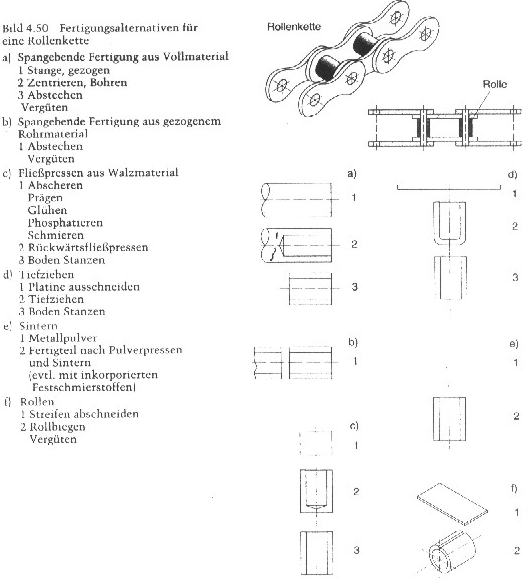 Bild 4.50 Fertigungsalternativen für
eine Rollenkette
a) Spangebende Fertigung aus Vollmaterial
1 Stange, gezogen
2 Zentrieren, Bohren
3 Abstechen
Vergüten
b) Spangebende Fertigung aus gezogenem
Rohrmaterial
1 Abstechen
Vergüten
c) Fließpressen aus Walzmaterial
1 Abscheren
Prägen
Glühen
Phosphatieren
Schmieren
2 Rückwärtsfließpressen
3 Boden Stanzen
d) Tiefziehen
1 Platine ausschneiden
2 Tiefziehen
3 Boden Stanzen
e) Sintern
1 Metallpulver
2 Fertigteil nach Pulverpressen
und Sintern
(evtl. mit inkorporierten
Festschmierstoffen)
f) Rollen
1 Streifen abschneiden
2 Rollbiegen
Vergüten
Rollenkette
Rolle
a)
1
2
3
b)
1
c)
1
2
3
d)
1
2
3
e)
1
2
f)
1
2